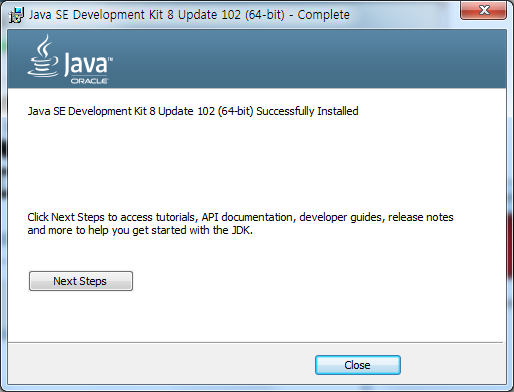 Java SE Development Kit 8 Update 102 (64-bit) - Complete
Java™
ORACLE
Java SE Development Kit 8 Update 102 (64-bit) Successfully Installed
Click Next Steps to access tutorials, API documentation, developer guides, release notes
and more to help you get started with the JDK.
Next Steps
Close